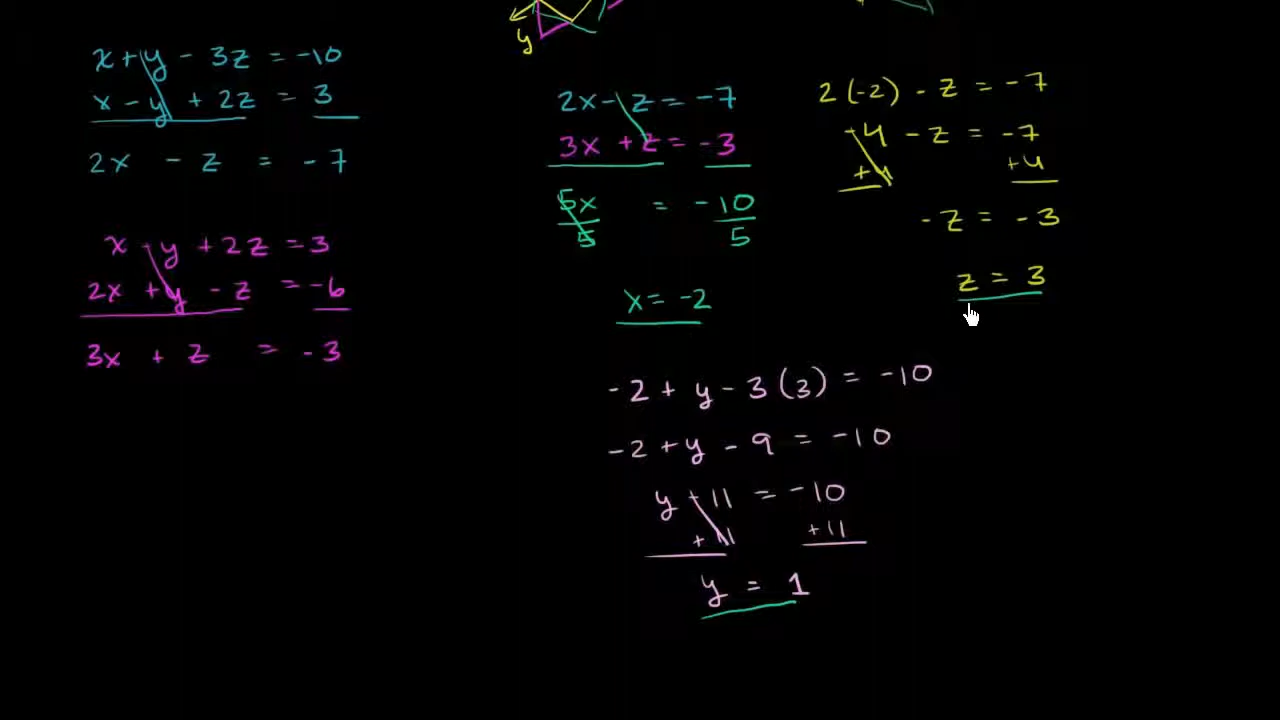 y
x + y - 3z = -10
x - y + 2z = 3
2x - z = -7
x - y + 2z = 3
2x + y - z = -6
3x + z = -3
2x - z = -7
3x + z = -3
5x = -10
5 5
x = -2
2(-2) - z = -7
-4 - z = -7
+4 +4
-z = -3
z = 3
-2 + y - 3(3) = -10
-2 + y - 9 = -10
y - 11 = -10
+11 +11
y = 1